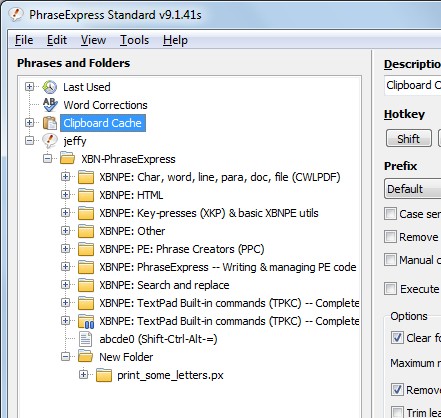 PhraseExpress Standard v9.1.41s
File Edit View Tools Help
Phrases and Folders
Last Used
Word Corrections
Clipboard Cache
jeffy
XBN-PhraseExpress
XBNPE: Char, word, line, para, doc, file (CWLPDF)
XBNPE: HTML
XBNPE: Key-presses (XKP) & basic XBNPE utils
XBNPE: Other
XBNPE: PE: Phrase Creators (PPC)
XBNPE: PhraseExpress -- Writing & managing PE code
XBNPE: Search and replace
XBNPE: TextPad Built-in commands (TPKC) -- Complete
XBNPE: TextPad Built-in commands (TPKC) -- Complete
abcde0 (Shift-Ctrl-Alt-=)
New Folder
print_some_letters.px
Descriptio
Clipboard C
Hotkey
Shift
Prefix
Default
Case sen
Remove
Manual c
Execute
Options
Clear fo
Maximum n
Remove
Trim lea